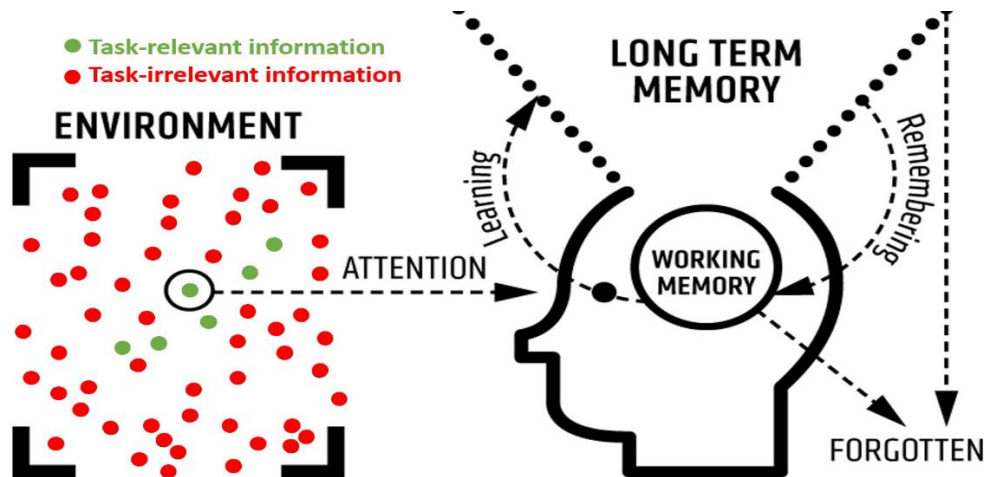 Task-relevant information
Task-irrelevant information
ENVIRONMENT
LONG TERM
MEMORY
Learning
Remembering
ATTENTION
WORKING
MEMORY
FORGOTTEN